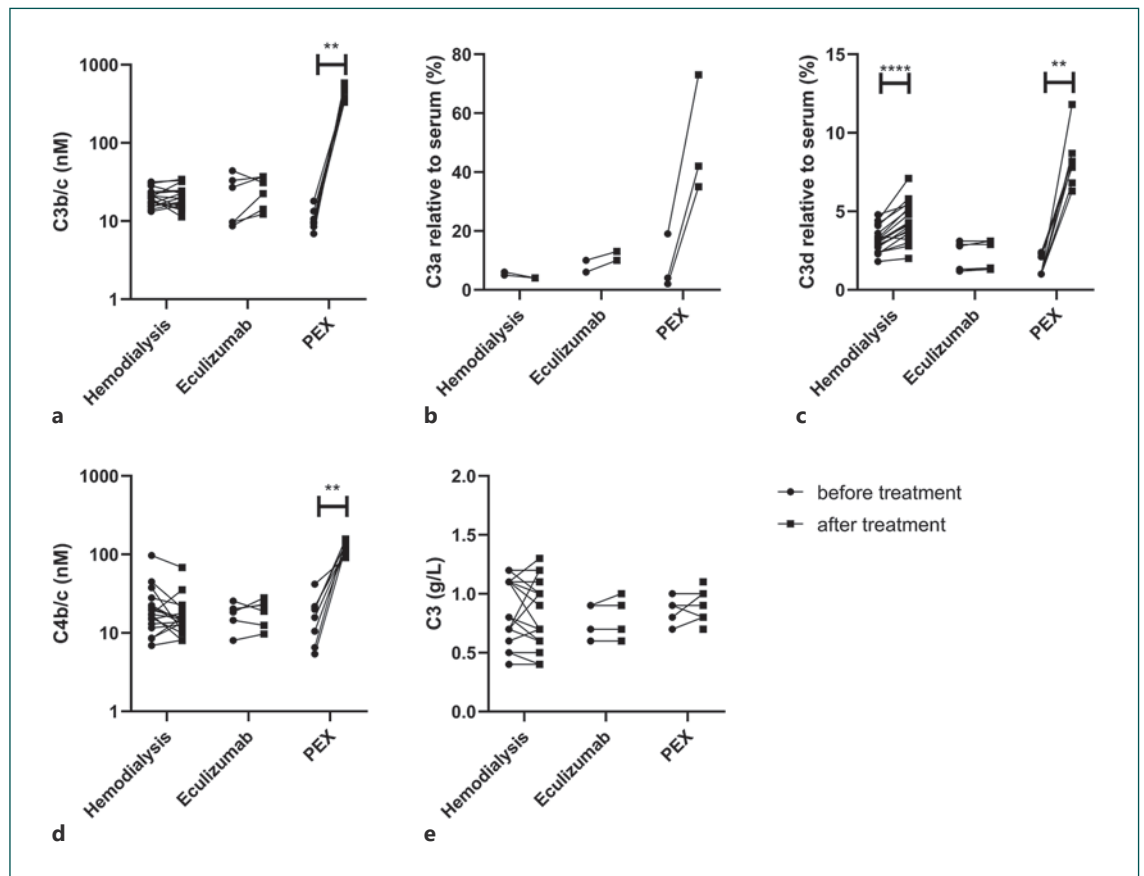 C3b/c (nM)
1000
100
10
1
**
Hemodialysis
Eculizumab
PEX
a
C3a relative to serum (%)
80
60
40
20
0
Hemodialysis
Eculizumab
PEX
b
C3d relative to serum (%)
15
10
5
0
****
**
Hemodialysis
Eculizumab
PEX
c
C4b/c (nM)
1000
100
10
1
**
Hemodialysis
Eculizumab
PEX
d
C3 (g/L)
2.0
1.5
1.0
0.5
0.0
Hemodialysis
Eculizumab
PEX
e
before treatment
after treatment